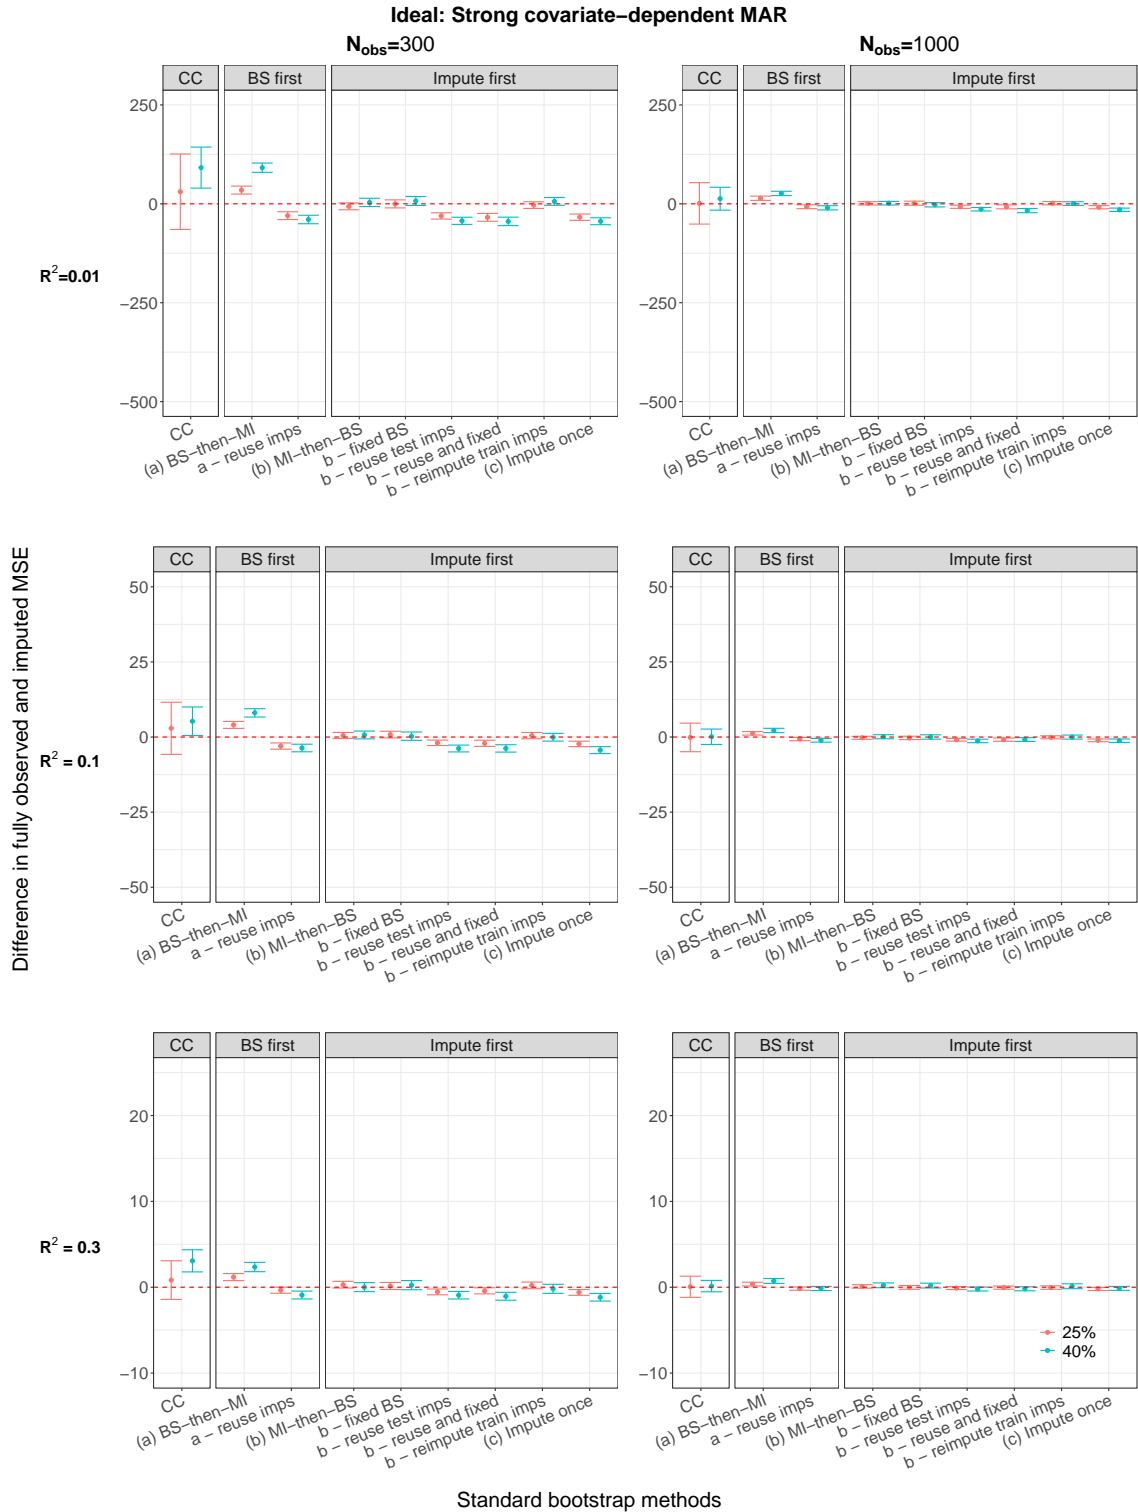 Ideal: Strong covariate−dependent MAR
N_obs=300
N_obs=1000
CC BS first Impute first
CC BS first Impute first
250
0
−250
−500
250
0
−250
−500
R²=0.01
CC
(a) BS−then−MI
a − reuse imps
(b) MI−then−BS
b − fixed BS
b − reuse test imps
b − reuse and fixed
b − reimpute train imps
(c) Impute once
CC
(a) BS−then−MI
a − reuse imps
(b) MI−then−BS
b − fixed BS
b − reuse test imps
b − reuse and fixed
b − reimpute train imps
(c) Impute once
Difference in fully observed and imputed MSE
CC BS first Impute first
CC BS first Impute first
50
25
0
−25
−50
50
25
0
−25
−50
R² = 0.1
CC
(a) BS−then−MI
a − reuse imps
(b) MI−then−BS
b − fixed BS
b − reuse test imps
b − reuse and fixed
b − reimpute train imps
(c) Impute once
CC
(a) BS−then−MI
a − reuse imps
(b) MI−then−BS
b − fixed BS
b − reuse test imps
b − reuse and fixed
b − reimpute train imps
(c) Impute once
CC BS first Impute first
CC BS first Impute first
20
10
0
−10
20
10
0
−10
R² = 0.3
25%
40%
CC
(a) BS−then−MI
a − reuse imps
(b) MI−then−BS
b − fixed BS
b − reuse test imps
b − reuse and fixed
b − reimpute train imps
(c) Impute once
CC
(a) BS−then−MI
a − reuse imps
(b) MI−then−BS
b − fixed BS
b − reuse test imps
b − reuse and fixed
b − reimpute train imps
(c) Impute once
Standard bootstrap methods